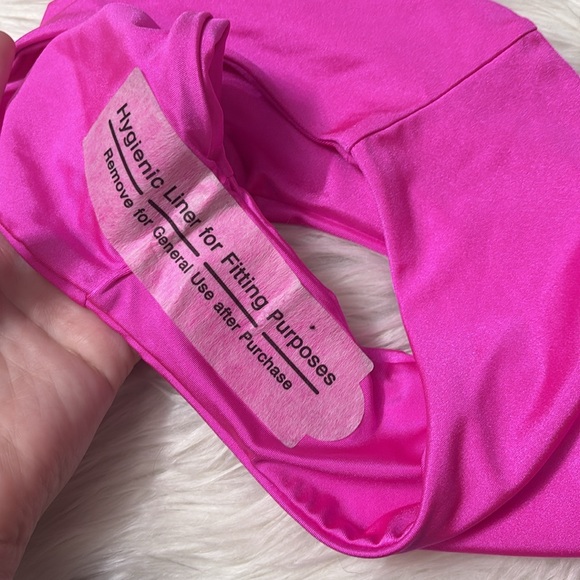 Hygienic Liner for Fitting Purposes
Remove for General Use after Purchase